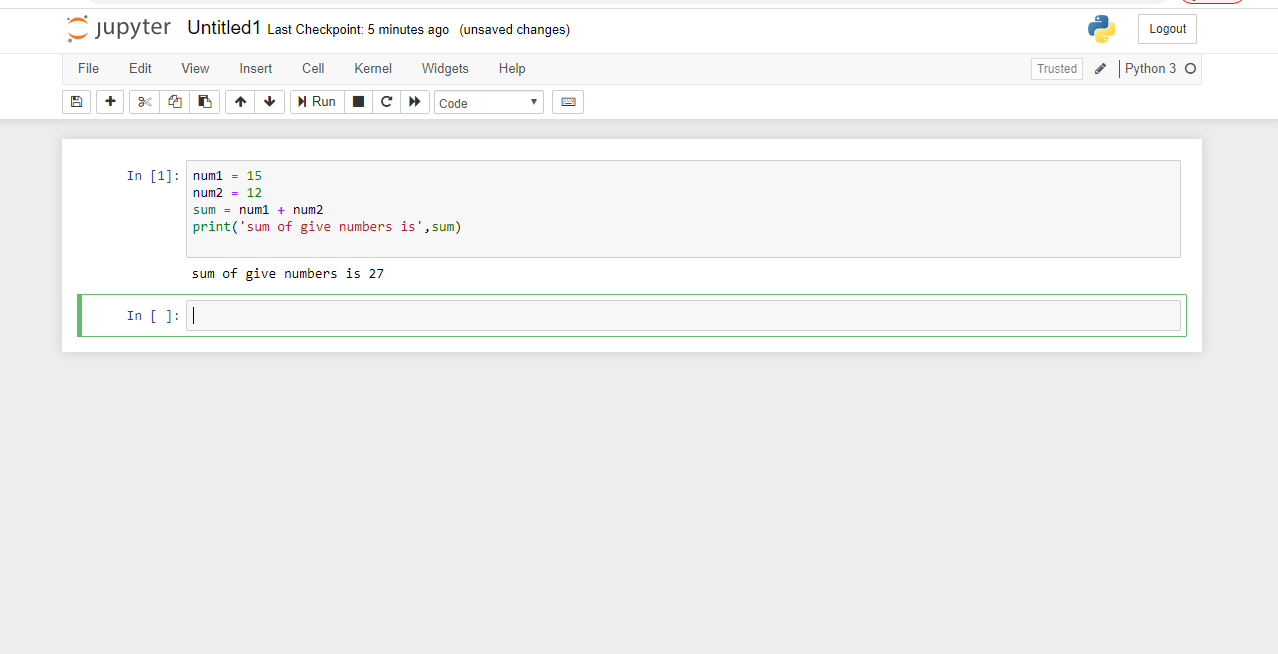 jupyter Untitled1 Last Checkpoint: 5 minutes ago (unsaved changes) Logout
File Edit View Insert Cell Kernel Widgets Help Trusted Python 3
Run Code
In [1]: num1 = 15
num2 = 12
sum = num1 + num2
print('sum of give numbers is',sum)
sum of give numbers is 27
In [ ]: